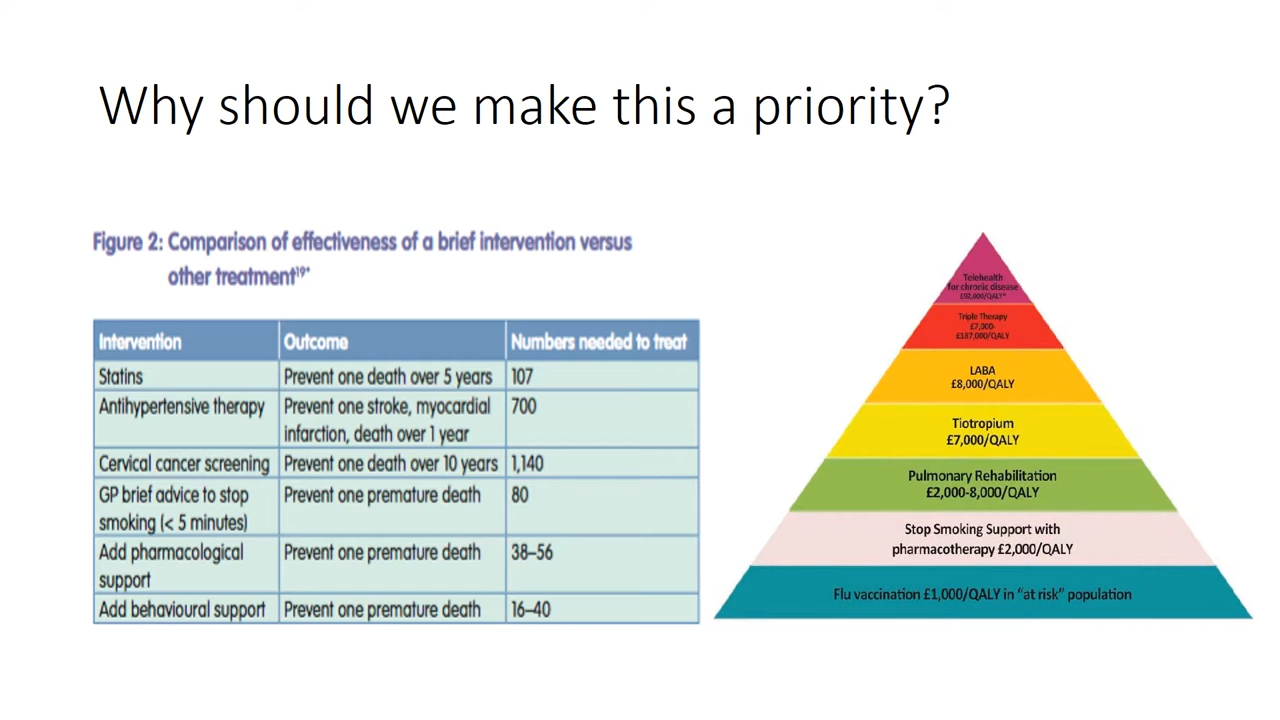 Why should we make this a priority?
Figure 2: Comparison of effectiveness of a brief intervention versus
other treatment¹⁹*
Intervention Outcome Numbers needed to treat
Statins Prevent one death over 5 years 107
Antihypertensive therapy Prevent one stroke, myocardial 700
infarction, death over 1 year
Cervical cancer screening Prevent one death over 10 years 1,140
GP brief advice to stop Prevent one premature death 80
smoking (< 5 minutes)
Add pharmacological Prevent one premature death 38–56
support
Add behavioural support Prevent one premature death 16–40
Telehealth
for chronic disease
Triple Therapy
£7,000-
£187,000/QALY
LABA
£8,000/QALY
Tiotropium
£7,000/QALY
Pulmonary Rehabilitation
£2,000-8,000/QALY
Stop Smoking Support with
pharmacotherapy £2,000/QALY
Flu vaccination £1,000/QALY in “at risk” population